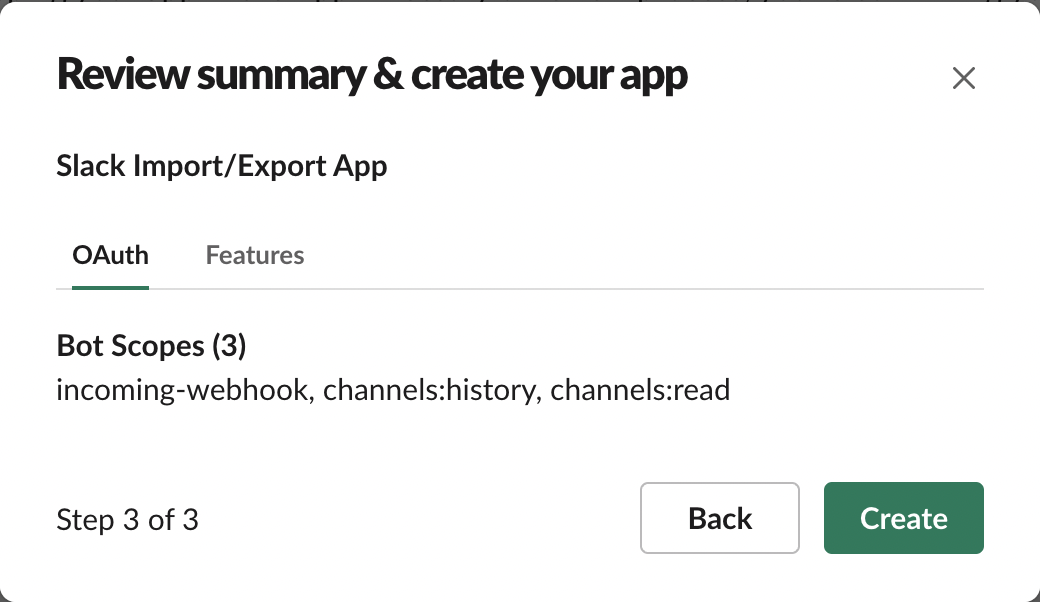 Review summary & create your app
Slack Import/Export App
OAuth Features
Bot Scopes (3)
incoming-webhook, channels:history, channels:read
Step 3 of 3 Back Create